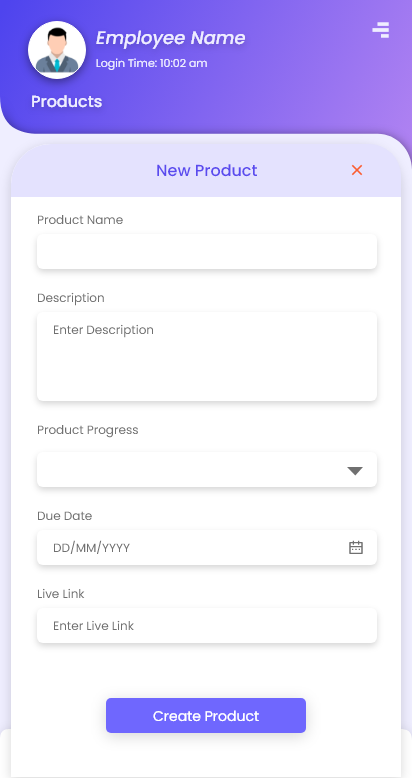 Employee Name
Login Time: 10:02 am
Products
New Product
Product Name
Description
Enter Description
Product Progress
Due Date
DD/MM/YYYY
Live Link
Enter Live Link
Create Product